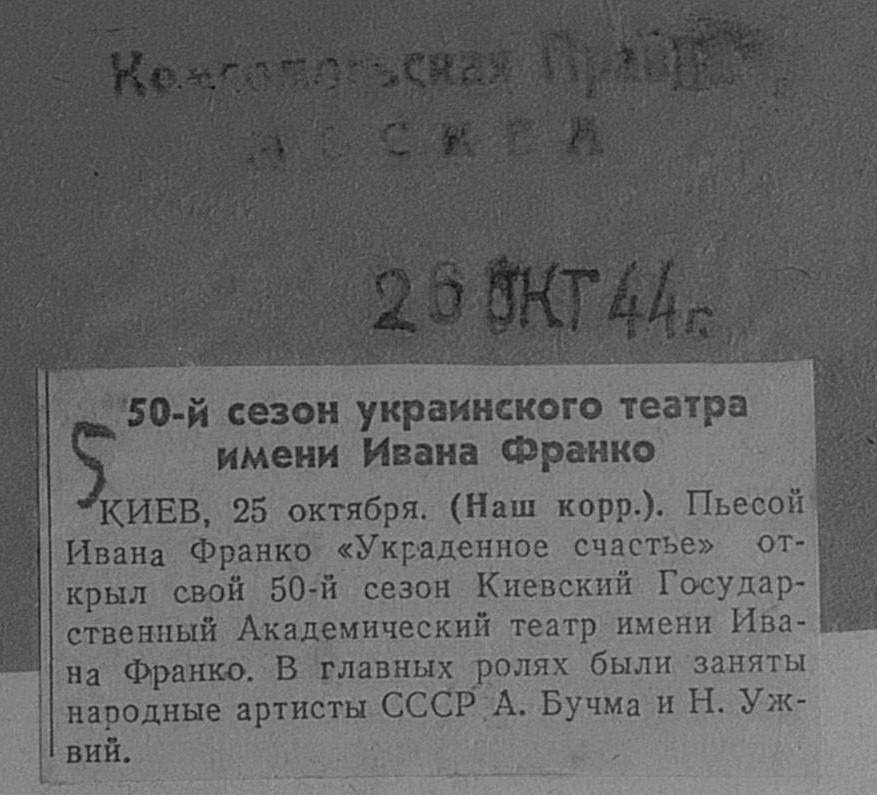 Комсомольская Правда
МОСКВА
26 ОКТ 44 г.
5
50-й сезон украинского театра
имени Ивана Франко
КИЕВ, 25 октября. (Наш корр.). Пьесой
Ивана Франко «Украденное счастье» от-
крыл свой 50-й сезон Киевский Государ-
ственный Академический театр имени Ива-
на Франко. В главных ролях были заняты
народные артисты СССР А. Бучма и Н. Уж-
вий.